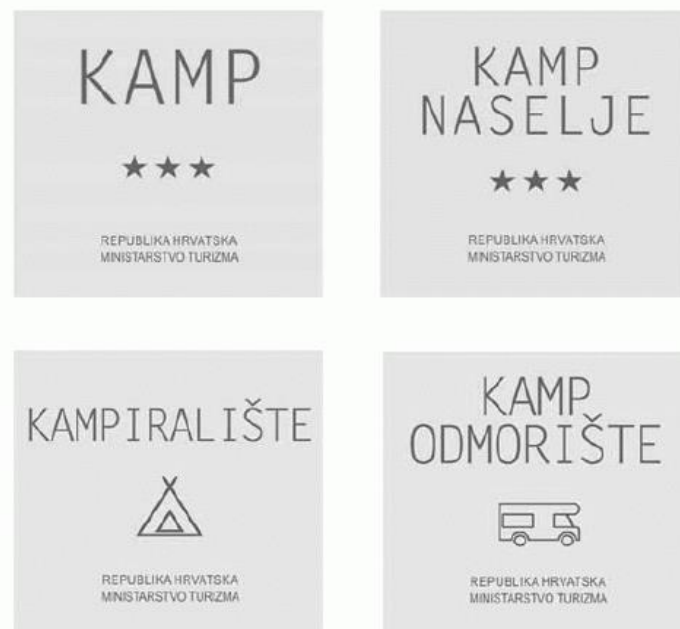 KAMP
★★★
REPUBLIKA HRVATSKA
MINISTARSTVO TURIZMA
KAMP
NASELJE
★★★
REPUBLIKA HRVATSKA
MINISTARSTVO TURIZMA
KAMPIRALIŠTE
REPUBLIKA HRVATSKA
MINISTARSTVO TURIZMA
KAMP
ODMORIŠTE
REPUBLIKA HRVATSKA
MINISTARSTVO TURIZMA